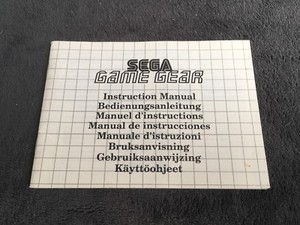 SEGA
GAME GEAR
Instruction Manual
Bedienungsanleitung
Manuel d'instructions
Manual de instrucciones
Manuale d'istruzioni
Bruksanvisning
Gebruiksaanwijzing
Käyttöohjeet